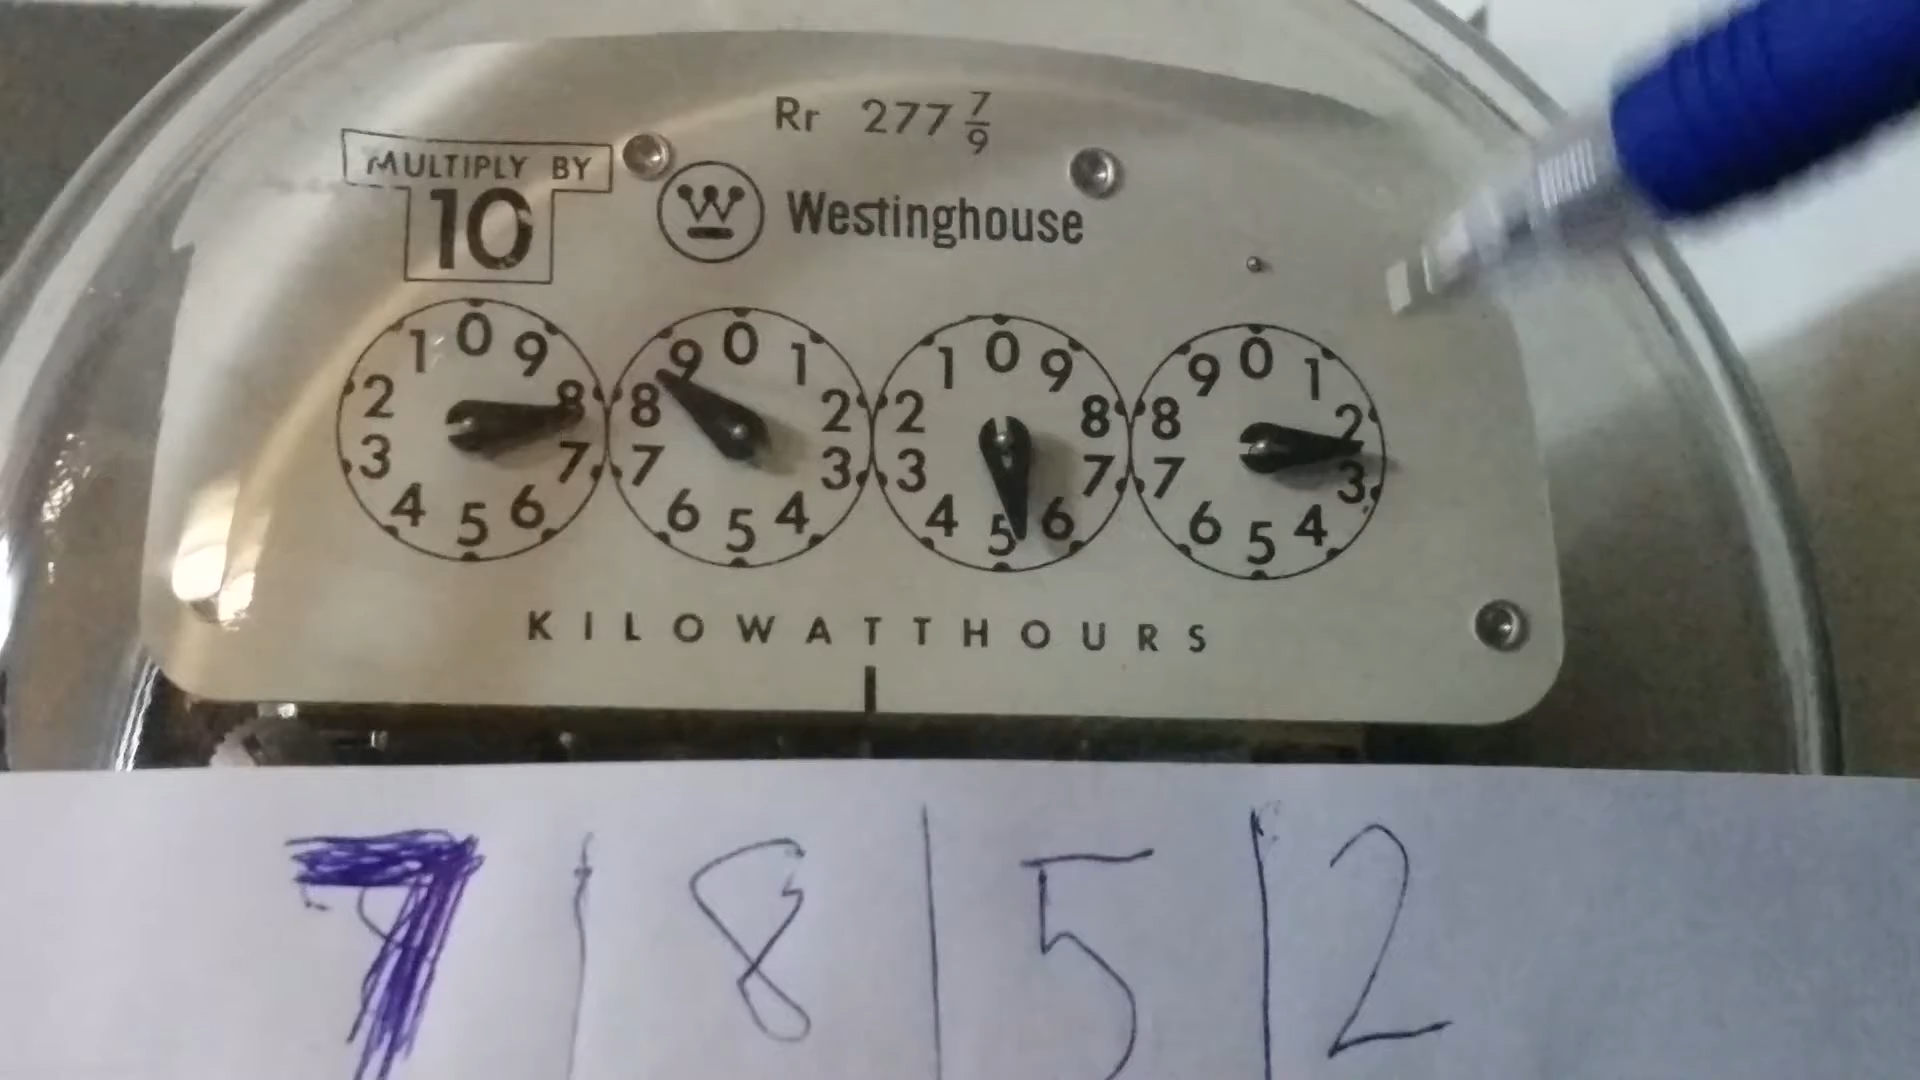 Rr 277 7/9
MULTIPLY BY
10
W Westinghouse
0 9 8 7 6 5 4 3 2 1
0 1 2 3 4 5 6 7 8 9
0 9 8 7 6 5 4 3 2 1
0 1 2 3 4 5 6 7 8 9
KILOWATTHOURS
7 | 8 | 5 | 2